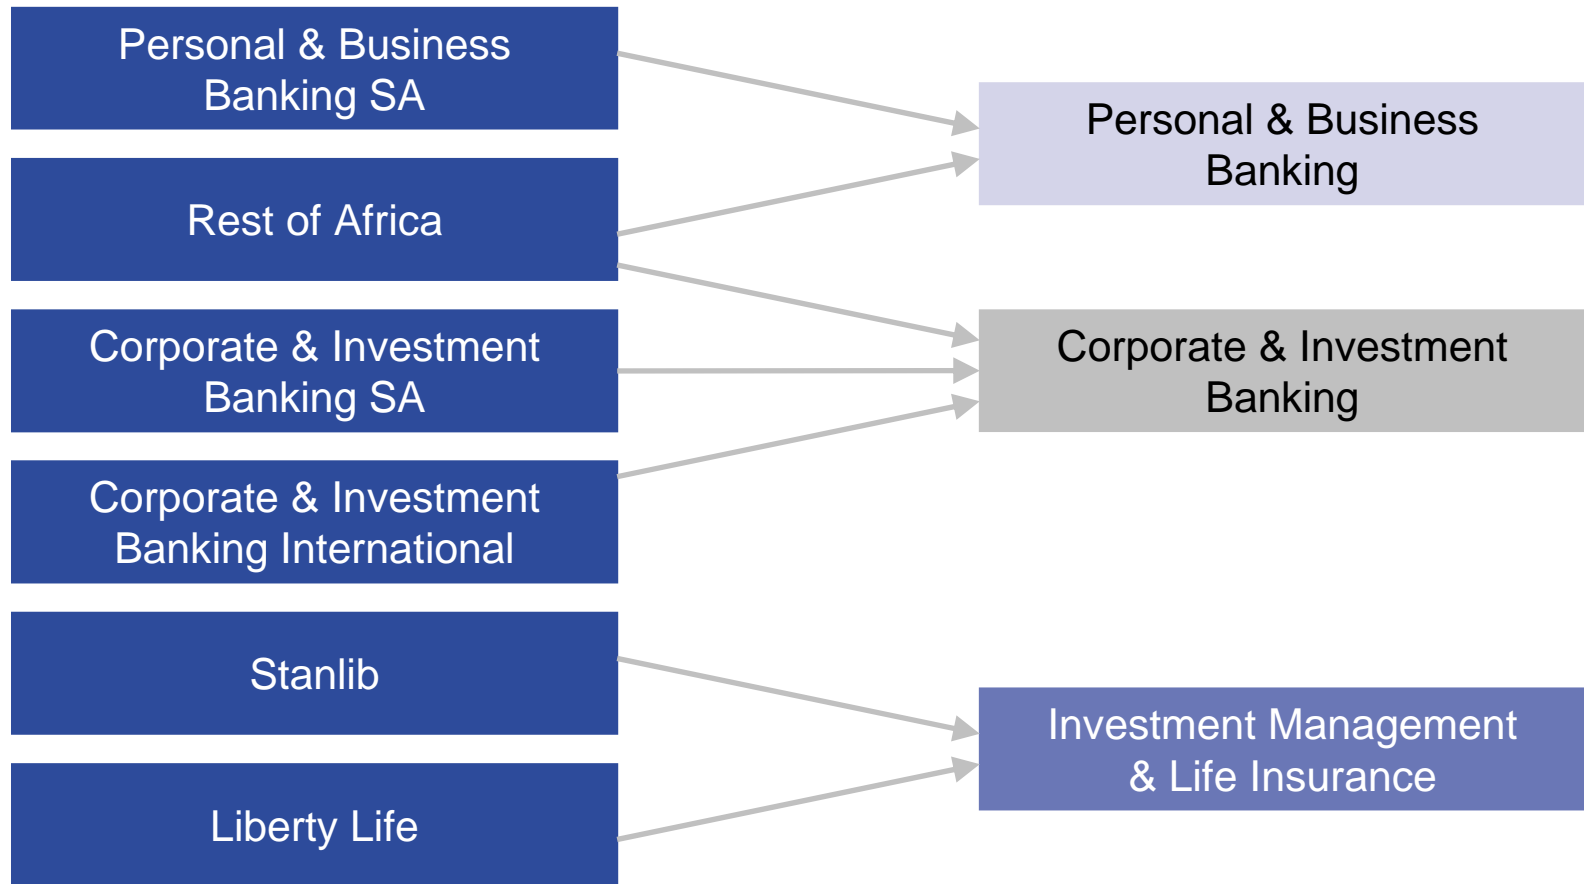 Personal & Business
Banking SA
Rest of Africa
Corporate & Investment
Banking SA
Corporate & Investment
Banking International
Stanlib
Liberty Life
Personal & Business
Banking
Corporate & Investment
Banking
Investment Management
& Life Insurance